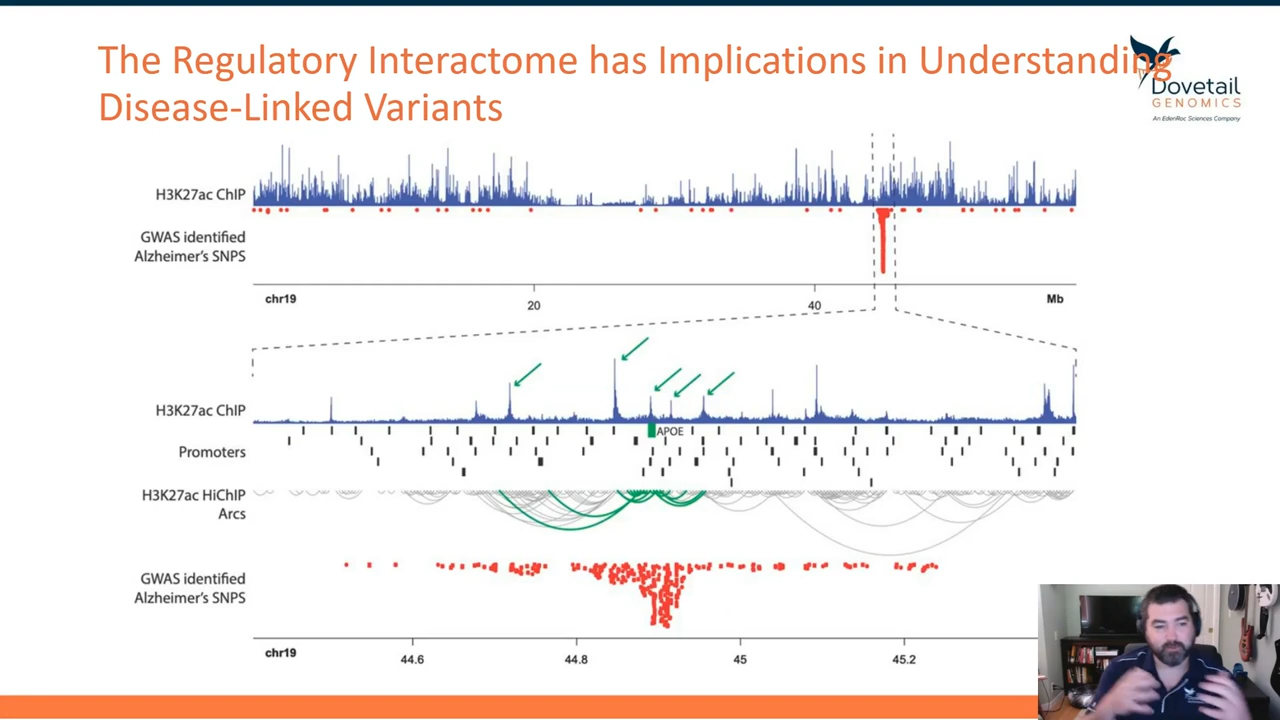 The Regulatory Interactome has Implications in Understanding
Disease-Linked Variants
Dovetail
GENOMICS
An EdenRoc Sciences Company
H3K27ac ChIP
GWAS identified
Alzheimer's SNPS
chr19
20
40
Mb
H3K27ac ChIP
APOE
Promoters
H3K27ac HiChIP
Arcs
GWAS identified
Alzheimer's SNPS
chr19
44.6
44.8
45
45.2